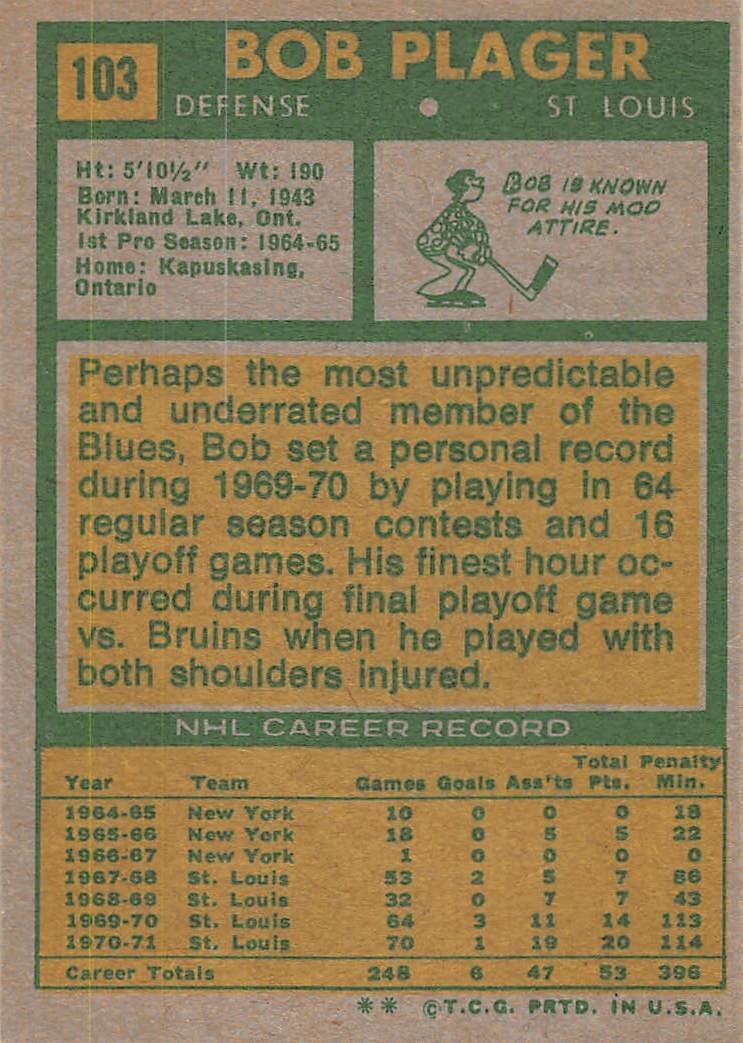 103
BOB PLAGER
DEFENSE • ST LOUIS
Ht: 5'10½" Wt: 190
Born: March 11, 1943
Kirkland Lake, Ont.
1st Pro Season: 1964-65
Home: Kapuskasing,
Ontario
BOB IS KNOWN
FOR HIS MOD
ATTIRE.
Perhaps the most unpredictable
and underrated member of the
Blues, Bob set a personal record
during 1969-70 by playing in 64
regular season contests and 16
playoff games. His finest hour oc-
curred during final playoff game
vs. Bruins when he played with
both shoulders injured.
NHL CAREER RECORD
Total Penalty
Year Team Games Goals Ass'ts Pts. Min.
1964-65 New York 10 0 0 0 18
1965-66 New York 18 0 5 5 22
1966-67 New York 1 0 0 0 0
1967-68 St. Louis 53 2 5 7 86
1968-69 St. Louis 32 0 7 7 43
1969-70 St. Louis 64 3 11 14 113
1970-71 St. Louis 70 1 19 20 114
Career Totals 248 6 47 53 396
** ©T.C.G. PRTD. IN U.S.A.